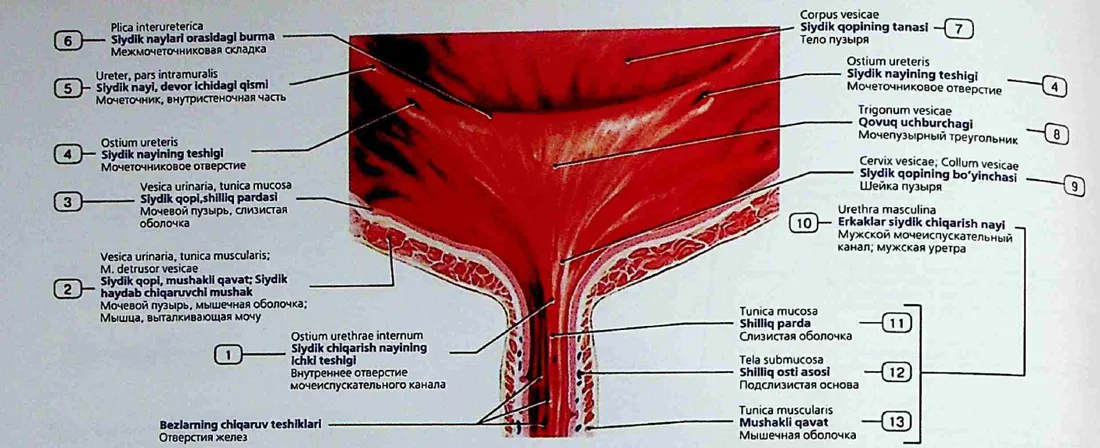 6
Plica interureterica
Siydik naylari orasidagi burma
Межмочеточниковая складка
5
Ureter, pars intramuralis
Siydik nayi, devor ichidagi qismi
Мочеточник, внутристеночная часть
4
Ostium ureteris
Siydik nayining teshigi
Мочеточниковое отверстие
3
Vesica urinaria, tunica mucosa
Siydik qopi,shilliq pardasi
Мочевой пузырь, слизистая
оболочка
2
Vesica urinaria, tunica muscularis;
M. detrusor vesicae
Siydik qopi, mushakli qavat; Siydik
haydab chiqaruvchi mushak
Мочевой пузырь, мышечная оболочка;
Мышца, выталкивающая мочу
1
Ostium urethrae internum
Siydik chiqarish nayining
ichki teshigi
Внутреннее отверстие
мочеиспускательного канала
Bezlarning chiqaruv teshiklari
Отверстия желез
Corpus vesicae
Siydik qopining tanasi
Тело пузыря
7
Ostium ureteris
Siydik nayining teshigi
Мочеточниковое отверстие
4
Trigonum vesicae
Qovuq uchburchagi
Мочепузырный треугольник
8
Cervix vesicae; Collum vesicae
Siydik qopining bo'yinchasi
Шейка пузыря
9
10
Urethra masculina
Erkaklar siydik chiqarish nayi
Мужской мочеиспускательный
канал; мужская уретра
Tunica mucosa
Shilliq parda
Слизистая оболочка
11
Tela submucosa
Shilliq osti asosi
Подслизистая основа
12
Tunica muscularis
Mushakli qavat
Мышечная оболочка
13